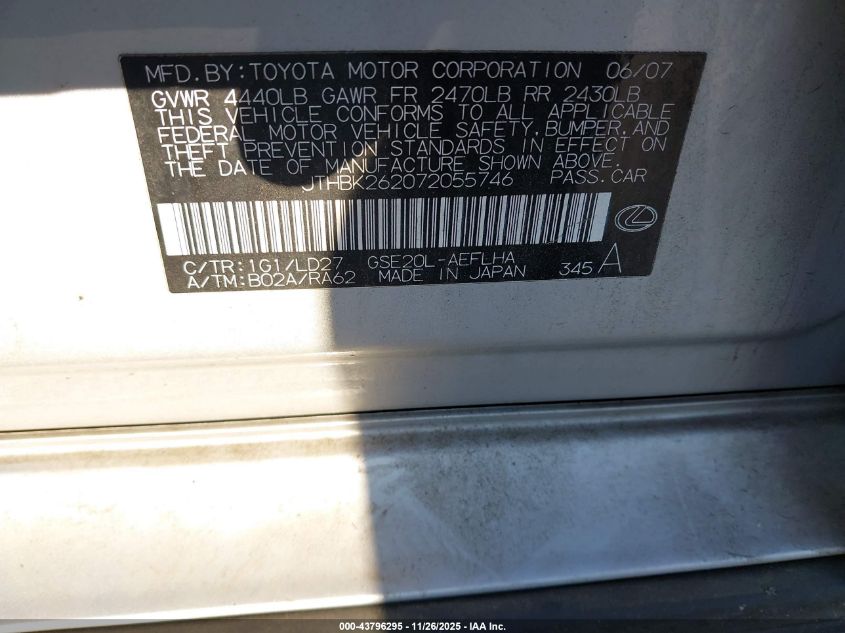 MFD. BY: TOYOTA MOTOR CORPORATION 06/07
GVWR 4440LB GAWR FR 2470LB RR 2430LB
THIS VEHICLE CONFORMS TO ALL APPLICABLE
FEDERAL MOTOR VEHICLE SAFETY, BUMPER, AND
THEFT PREVENTION STANDARDS IN EFFECT ON
THE DATE OF MANUFACTURE SHOWN ABOVE.
JTHBK262072055746 PASS. CAR
C/TR: 1G1/LD27 GSE20L-AEFLHA
A/TM: B02A/RA62 MADE IN JAPAN 345 A
000-43796295 - 11/26/2025 - IAA Inc.